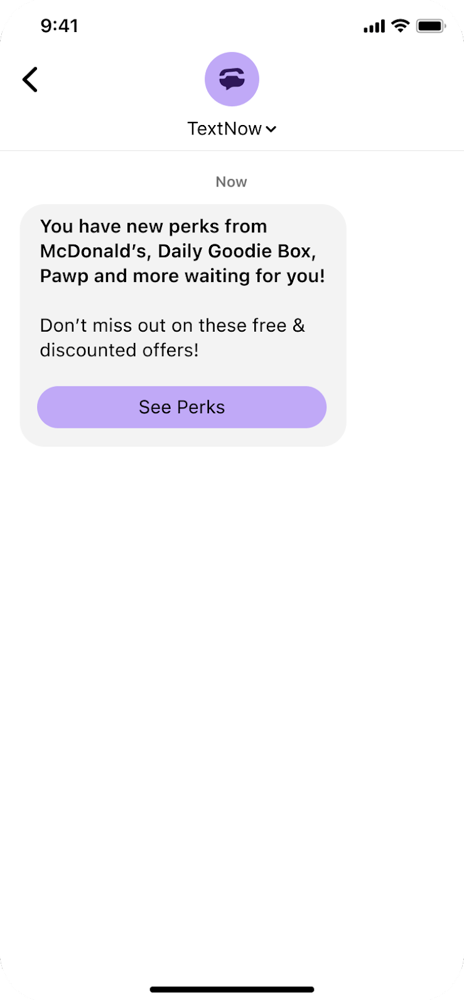 9:41
TextNow
Now
You have new perks from
McDonald’s, Daily Goodie Box,
Pawp and more waiting for you!
Don’t miss out on these free &
discounted offers!
See Perks